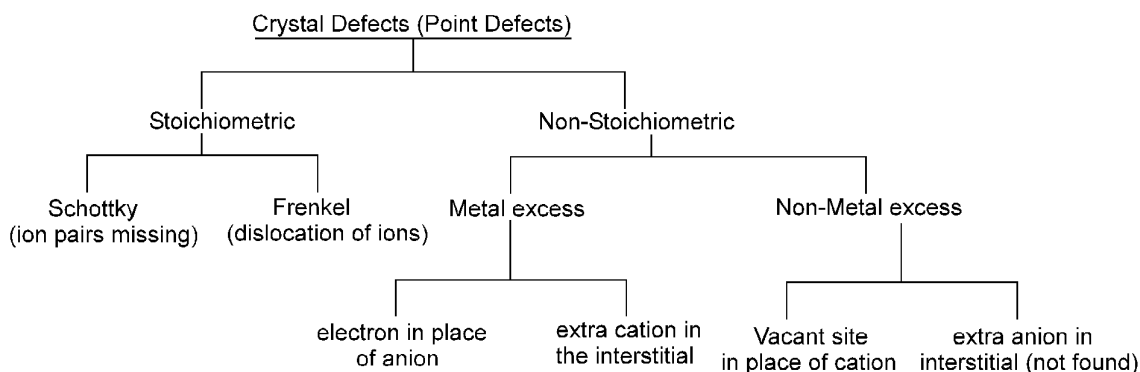 Crystal Defects (Point Defects)
Stoichiometric
Non-Stoichiometric
Schottky
(ion pairs missing)
Frenkel
(dislocation of ions)
Metal excess
Non-Metal excess
electron in place
of anion
extra cation in
the interstitial
Vacant site
in place of cation
extra anion in
interstitial (not found)